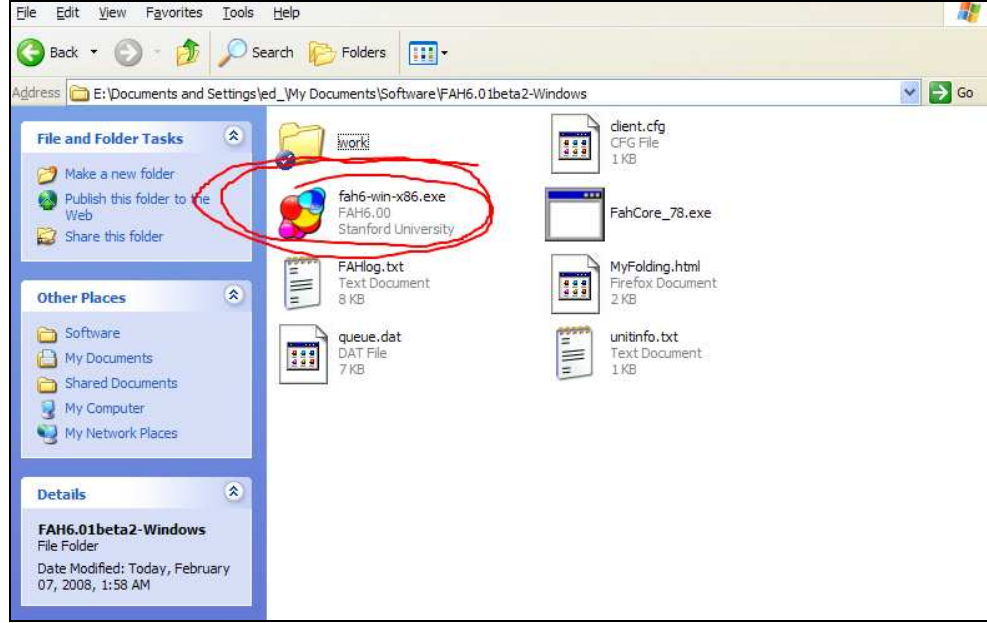 File Edit View Favorites Tools Help
Back Search Folders
Address E:\Documents and Settings\ed_\My Documents\Software\FAH6.01beta2-Windows Go
File and Folder Tasks
Make a new folder
Publish this folder to the
Web
Share this folder
Other Places
Software
My Documents
Shared Documents
My Computer
My Network Places
Details
FAH6.01beta2-Windows
File Folder
Date Modified: Today, February
07, 2008, 1:58 AM
work
client.cfg
CFG File
1 KB
fah6-win-x86.exe
FAH6.00
Stanford University
FahCore_78.exe
FAHlog.txt
Text Document
8 KB
MyFolding.html
Firefox Document
2 KB
queue.dat
DAT File
7 KB
unitinfo.txt
Text Document
1 KB